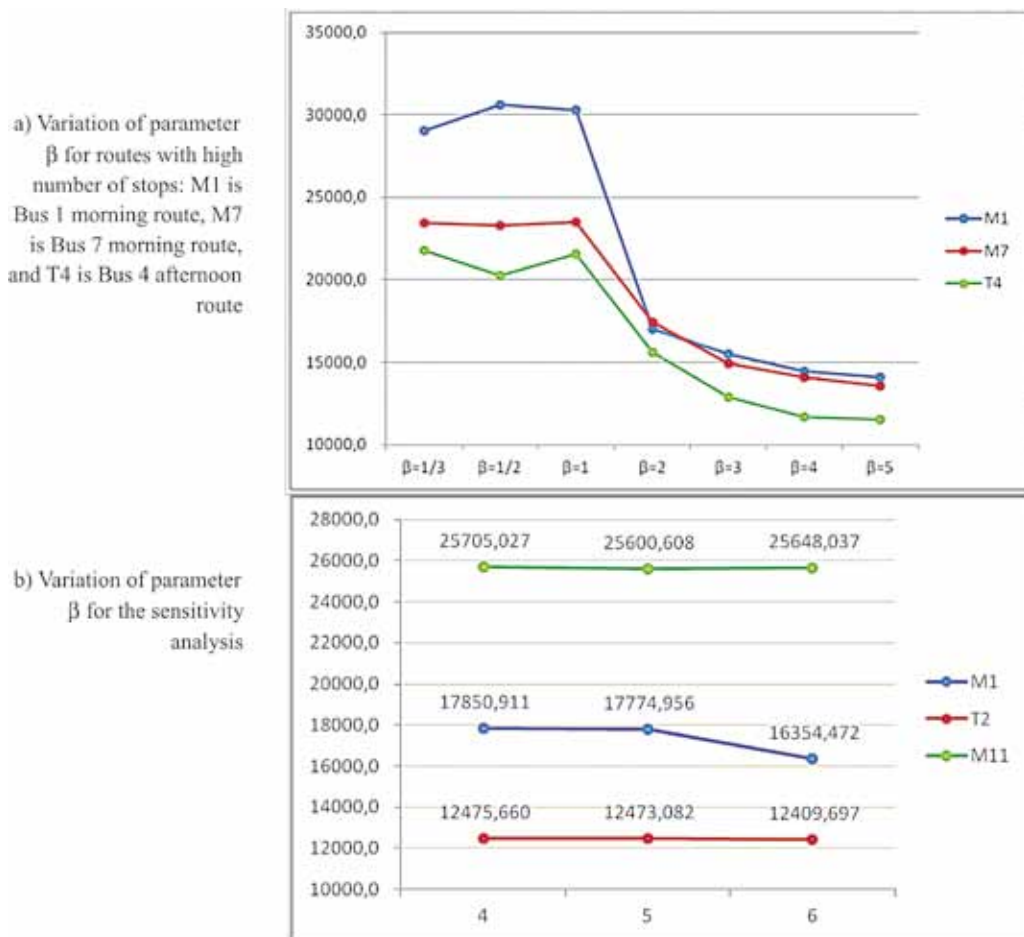 a) Variation of parameter
β for routes with high
number of stops: M1 is
Bus 1 morning route, M7
is Bus 7 morning route,
and T4 is Bus 4 afternoon
route
35000,0
30000,0
25000,0
20000,0
15000,0
10000,0
β=1/3 β=1/2 β=1 β=2 β=3 β=4 β=5
M1
M7
T4
b) Variation of parameter
β for the sensitivity
analysis
28000,0
26000,0
24000,0
22000,0
20000,0
18000,0
16000,0
14000,0
12000,0
10000,0
25705,027 25600,608 25648,037
17850,911 17774,956 16354,472
12475,660 12473,082 12409,697
4 5 6
M1
T2
M11